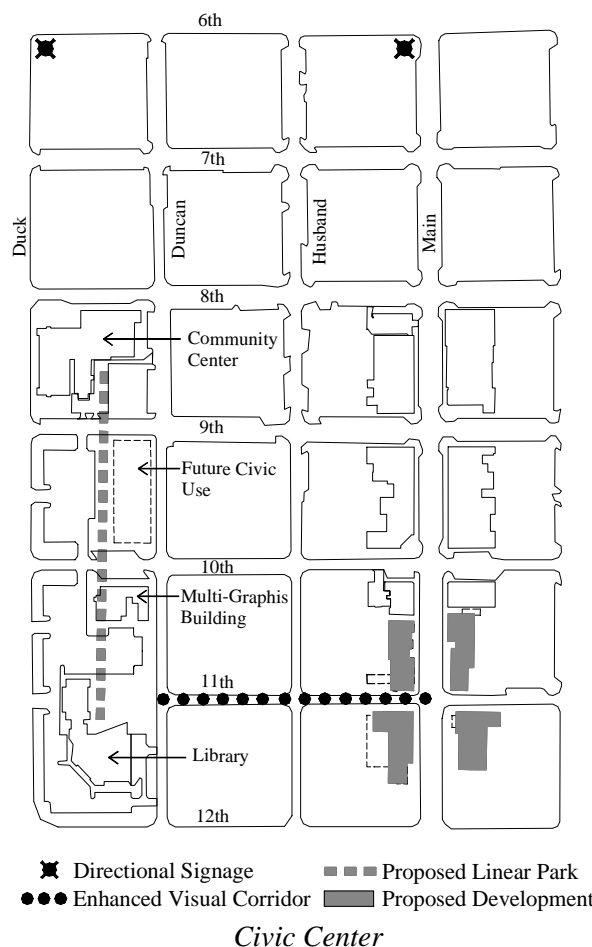 6th
7th
Duck
Duncan
Husband
Main
8th
Community
Center
9th
Future Civic
Use
10th
Multi-Graphis
Building
11th
Library
12th
Directional Signage
Proposed Linear Park
Enhanced Visual Corridor
Proposed Development
Civic Center